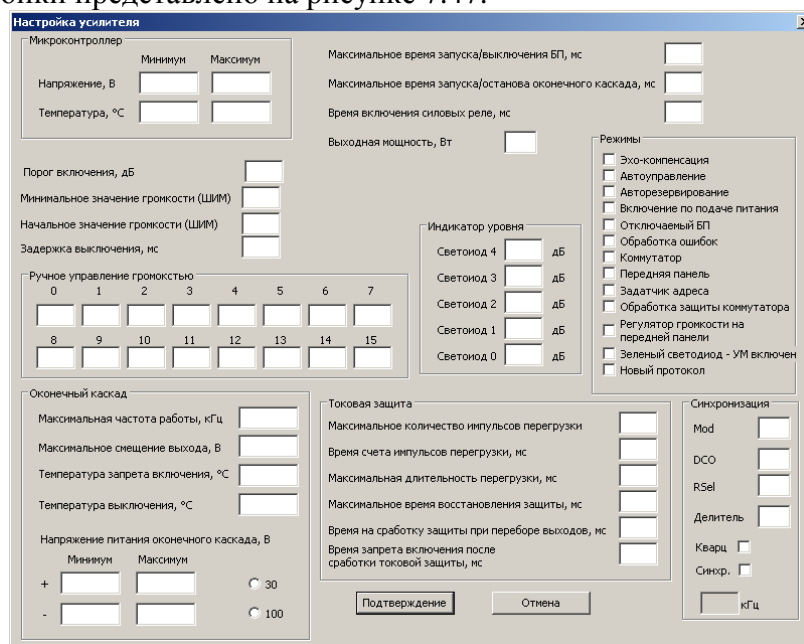 онки представлено на рисунке 7.47.
Настройка усилителя
Микроконтроллер
Минимум Максимум
Напряжение, В
Температура, °С
Максимальное время запуска/выключения БП, мс
Максимальное время запуска/останова оконечного каскада, мс
Время включения силовых реле, мс
Выходная мощность, Вт
Порог включения, дБ
Минимальное значение громкости (ШИМ)
Начальное значение громкости (ШИМ)
Задержка выключения, мс
Режимы
Эхо-компенсация
Автоуправление
Авторезервирование
Включение по подаче питания
Отключаемый БП
Обработка ошибок
Коммутатор
Передняя панель
Задатчик адреса
Обработка защиты коммутатора
Регулятор громкости на
передней панели
Зеленый светодиод - УМ включен
Новый протокол
Индикатор уровня
Светоиод 4 дБ
Светоиод 3 дБ
Светоиод 2 дБ
Светоиод 1 дБ
Светоиод 0 дБ
Ручное управление громокстью
0 1 2 3 4 5 6 7
8 9 10 11 12 13 14 15
Оконечный каскад
Максимальная частота работы, кГц
Максимальное смещение выхода, В
Температура запрета включения, °С
Температура выключения, °С
Напряжение питания оконечного каскада, В
Минимум Максимум
+ 30
- 100
Токовая защита
Максимальное количество импульсов перегрузки
Время счета импульсов перегрузки, мс
Максимальная длительность перегрузки, мс
Максимальное время восстановления защиты, мс
Время на сработку защиты при переборе выходов, мс
Время запрета включения после
сработки токовой защиты, мс
Синхронизация
Mod
DCO
RSel
Делитель
Кварц
Синхр.
кГц
Подтверждение Отмена